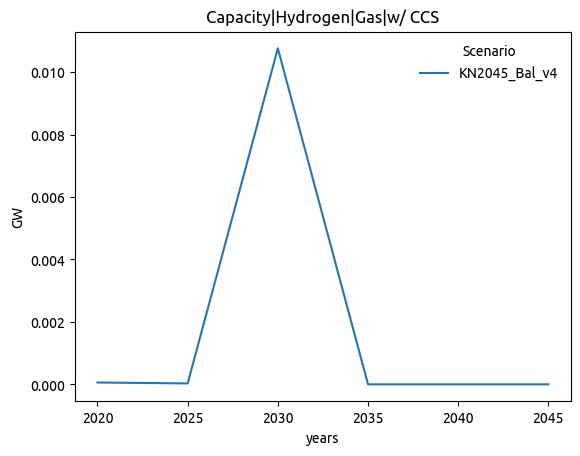 Capacity|Hydrogen|Gas|w/ CCS
Scenario
KN2045_Bal_v4
0.010
0.008
0.006
0.004
0.002
0.000
GW
2020 2025 2030 2035 2040 2045
years